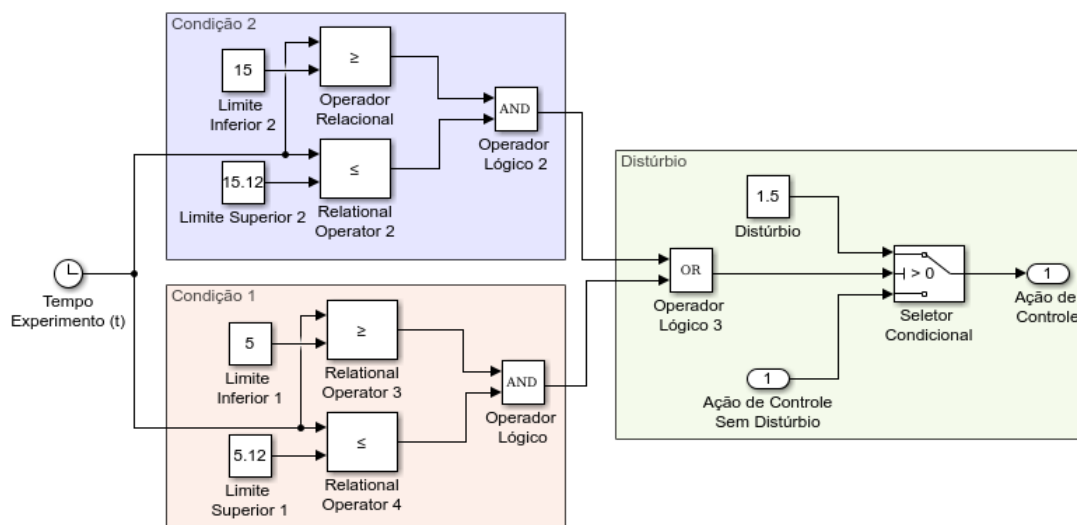 Condição 2
15
Limite
Inferior 2
≥
Operador
Relacional
AND
Operador
Lógico 2
15.12
Limite Superior 2
≤
Relational
Operator 2
Tempo
Experimento (t)
Condição 1
5
Limite
Inferior 1
≥
Relational
Operator 3
AND
Operador
Lógico
5.12
Limite
Superior 1
≤
Relational
Operator 4
Distúrbio
1.5
Distúrbio
OR
Operador
Lógico 3
> 0
Seletor
Condicional
1
Ação de
Controle
1
Ação de Controle
Sem Distúrbio